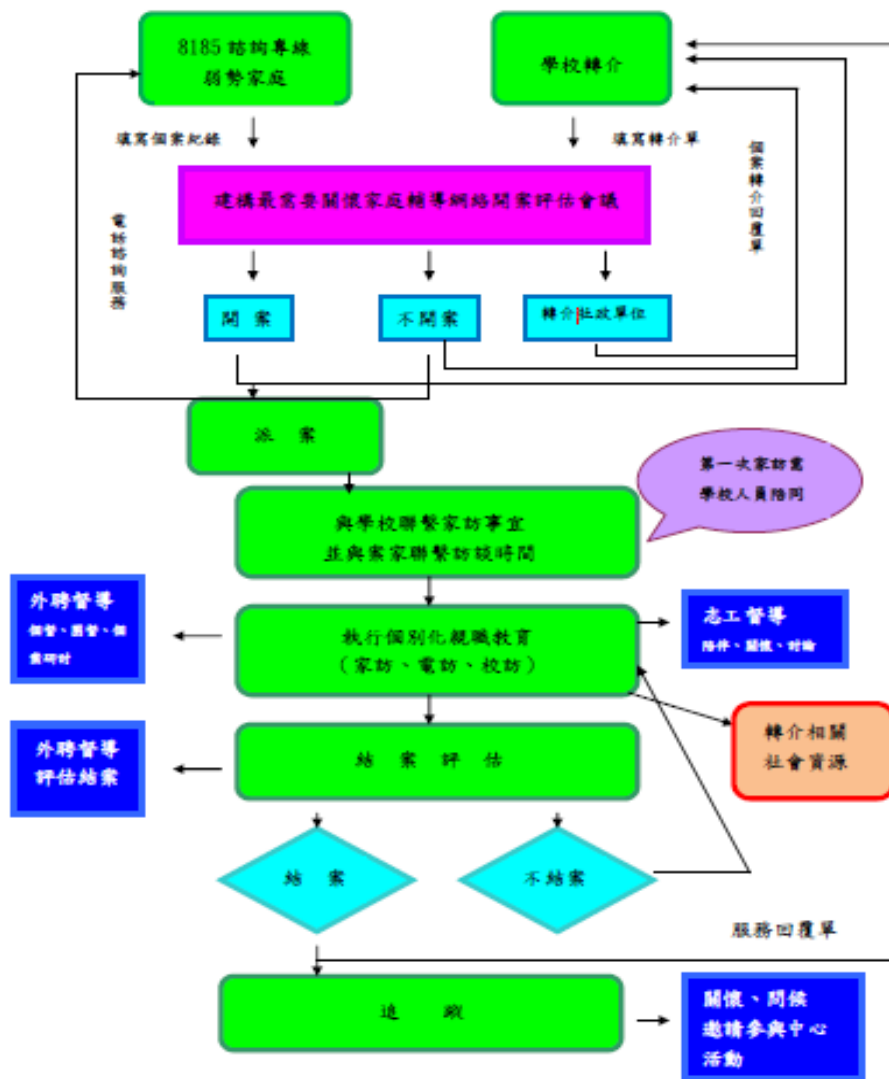 8185 諮詢專線
弱勢家庭
學校轉介
填寫個案紀錄
填寫轉介單
個案轉介回覆單
建構最需要關懷家庭輔導網絡開案評估會議
電話諮詢服務
開 案
不開案
轉介社政單位
派 案
第一次家訪需
學校人員陪同
與學校聯繫家訪事宜
並與案家聯繫訪談時間
外聘督導
個督、團督、個
案研討
執行個別化親職教育
(家訪、電訪、校訪)
志工督導
陪伴、關懷、討論
外聘督導
評估結案
結 案 評 估
轉介相關
社會資源
結 案
不結案
服務回覆單
追 蹤
關懷、問候
邀請參與中心
活動